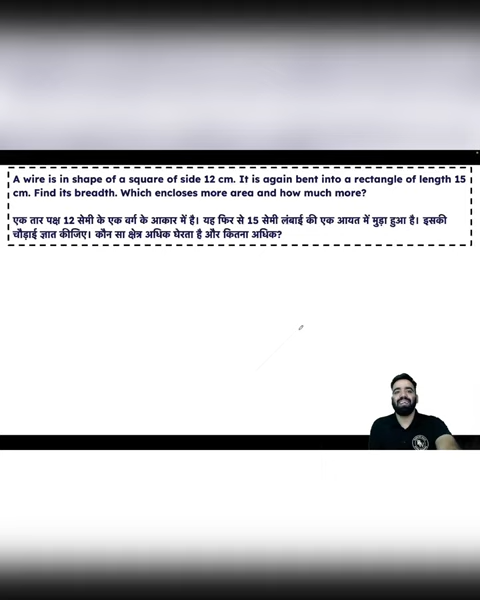 A wire is in shape of a square of side 12 cm. It is again bent into a rectangle of length 15
cm. Find its breadth. Which encloses more area and how much more?
एक तार पक्ष 12 सेमी के एक वर्ग के आकार में है। यह फिर से 15 सेमी लंबाई की एक आयत में मुड़ा हुआ है। इसकी
चौड़ाई ज्ञात कीजिए। कौन सा क्षेत्र अधिक घेरता है और कितना अधिक?